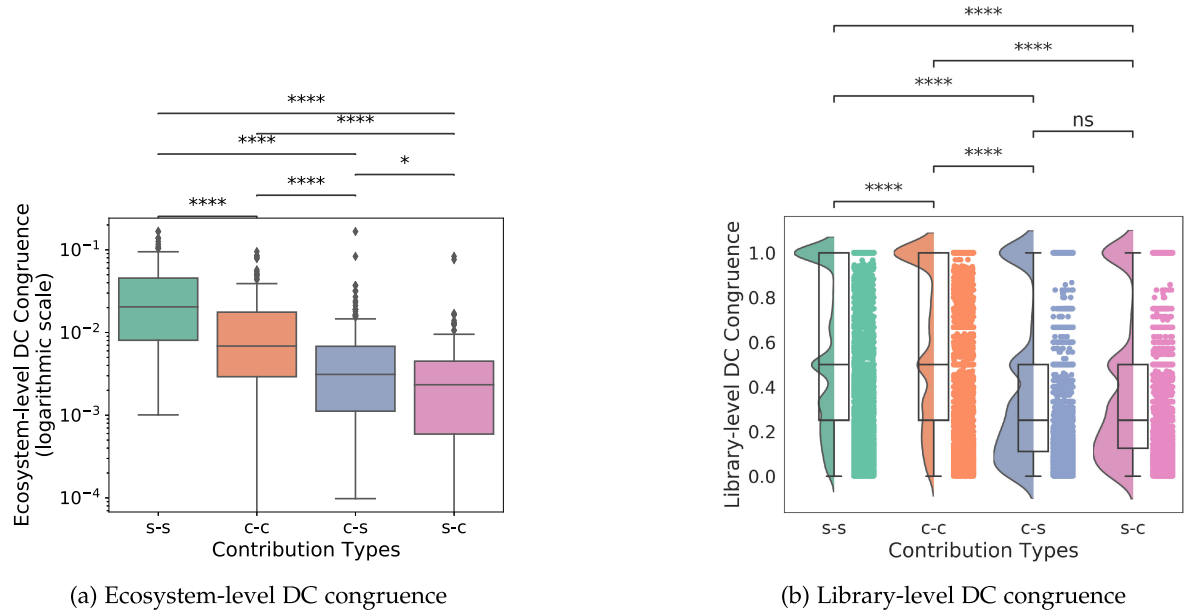 ****
****
****
*
****
****
Ecosystem-level DC Congruence
(logarithmic scale)
10⁻¹
10⁻²
10⁻³
10⁻⁴
s-s c-c c-s s-c
Contribution Types
(a) Ecosystem-level DC congruence
****
****
****
ns
****
****
Library-level DC Congruence
1.0
0.8
0.6
0.4
0.2
0.0
s-s c-c c-s s-c
Contribution Types
(b) Library-level DC congruence